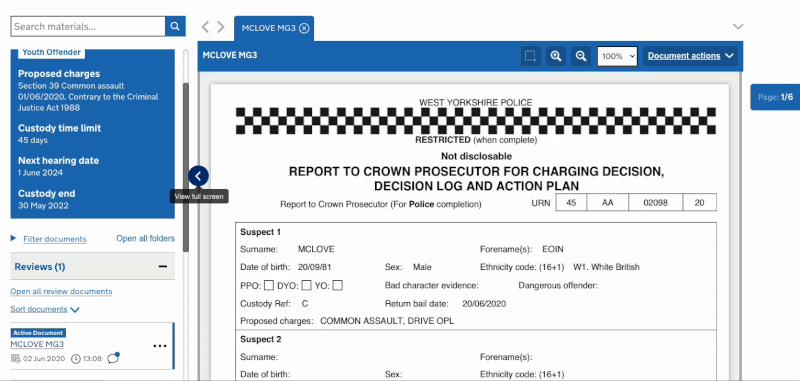 Search materials...
MCLOVE MG3
Youth Offender
Proposed charges
Section 39 Common assault
01/06/2020. Contrary to the Criminal
Justice Act 1988
Custody time limit
45 days
Next hearing date
1 June 2024
Custody end
30 May 2022
Filter documents
Open all folders
Reviews (1)
Open all review documents
Sort documents
Active Document
MCLOVE MG3
02 Jun 2020 13:08
View full screen
MCLOVE MG3
100%
Document actions
Page: 1/6
WEST YORKSHIRE POLICE
RESTRICTED (when complete)
Not disclosable
REPORT TO CROWN PROSECUTOR FOR CHARGING DECISION,
DECISION LOG AND ACTION PLAN
Report to Crown Prosecutor (For Police completion) URN 45 AA 02098 20
Suspect 1
Surname: MCLOVE Forename(s): EOIN
Date of birth: 20/09/81 Sex: Male Ethnicity code: (16+1) W1. White British
PPO: DYO: YO: Bad character evidence: Dangerous offender:
Custody Ref: C Return bail date: 20/06/2020
Proposed charges: COMMON ASSAULT, DRIVE OPL
Suspect 2
Surname: Forename(s):
Date of birth: Sex: Ethnicity code: (16+1)